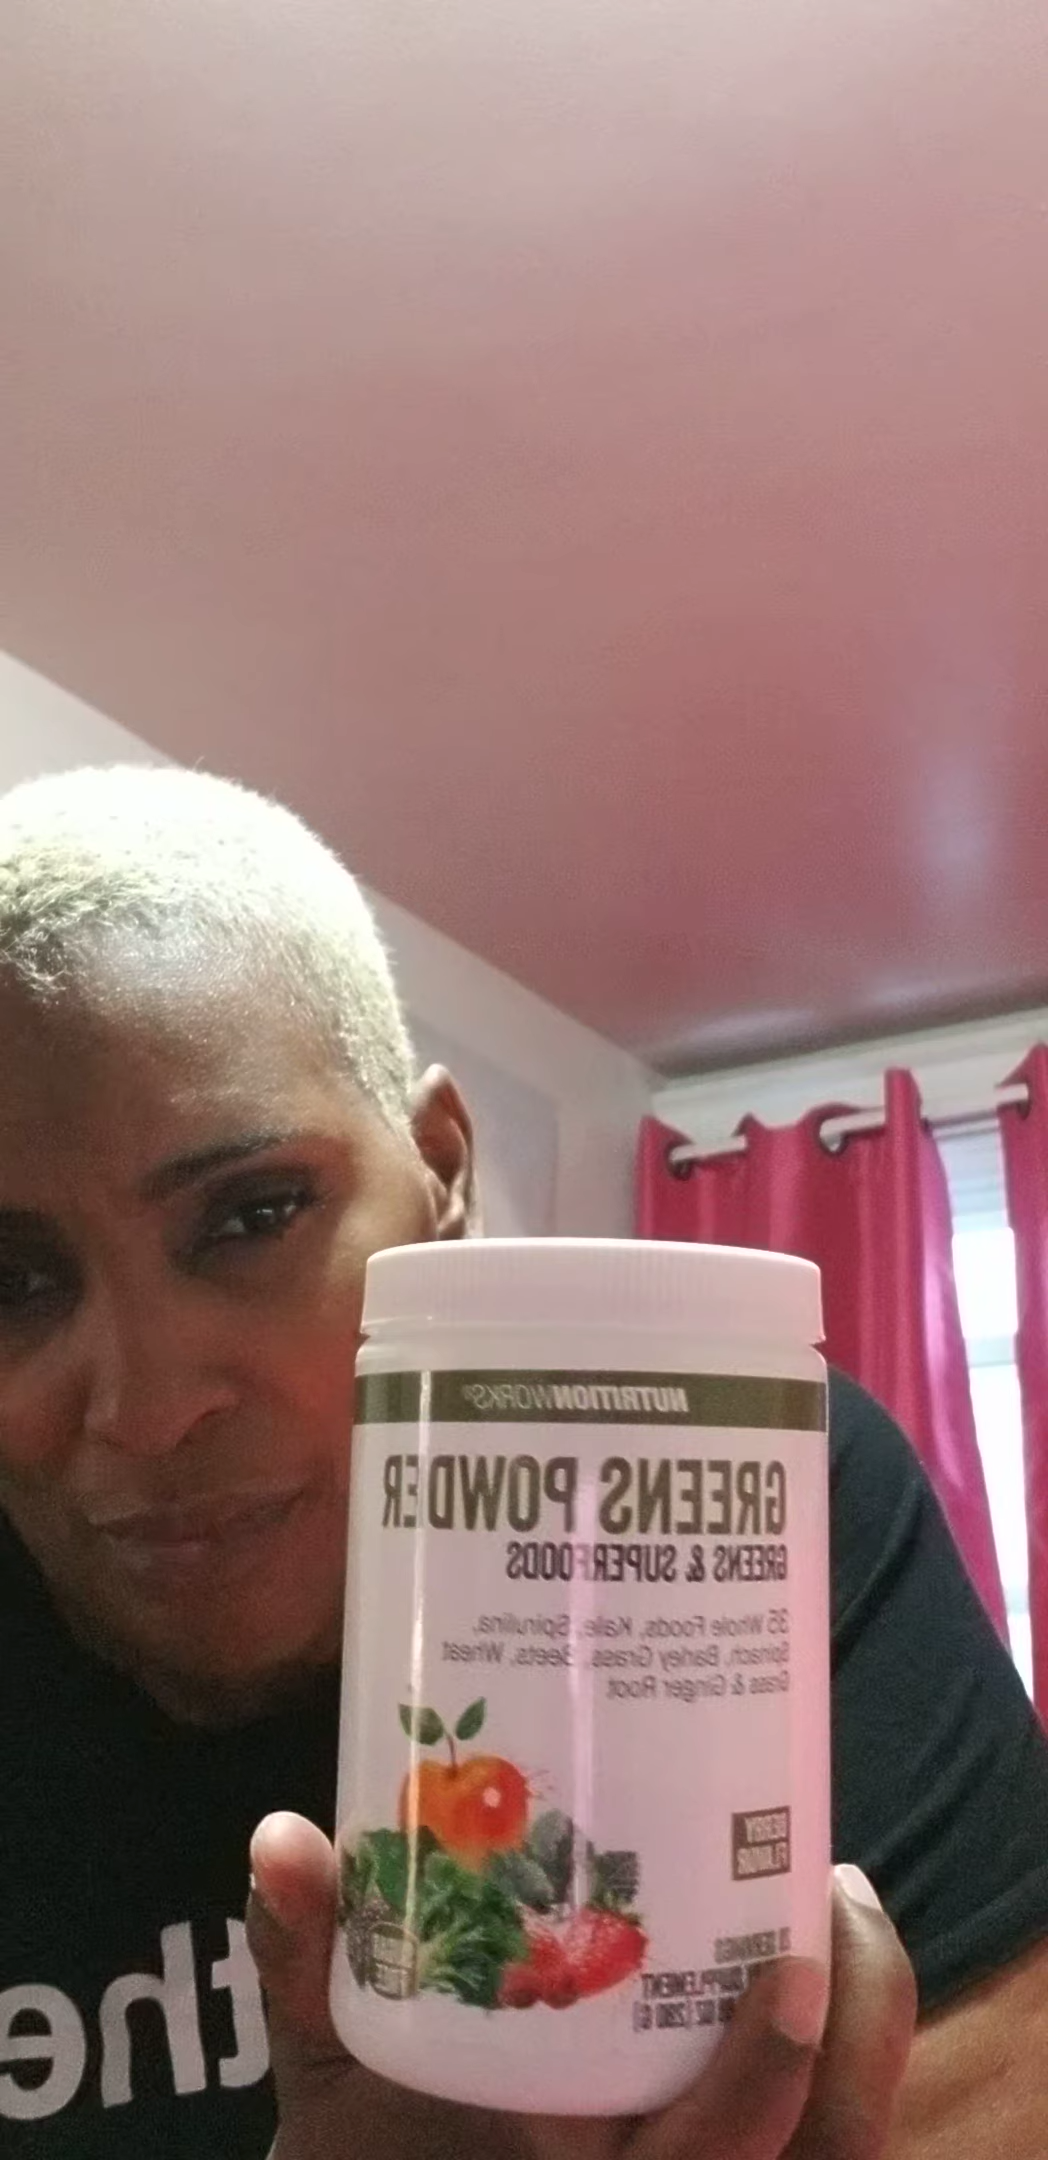 NUTRITIONWORKS®
GREENS POWDER
GREENS & SUPERFOODS
35 Whole Foods, Kale, Spirulina,
Spinach, Barley Grass, Beets, Wheat
Grass & Ginger Root
BERRY
FLAVOR
SERVINGS
SUPPLEMENT
OZ (280 G)
the